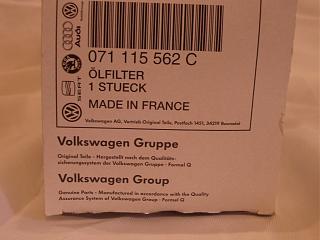 Audi
SEAT
071 115 562 C
ÖLFILTER
1 STUECK
MADE IN FRANCE
Volkswagen AG, Vertrieb Original Teile, Postfach 1451, 34219 Baunatal
Volkswagen Gruppe
Original Teile - Hergestellt nach dem Qualitäts-
sicherungssystem der Volkswagen Gruppe - Formel Q
Volkswagen Group
Genuine Parts - Manufactured in accordance with the Quality
Assurance System of Volkswagen Group - Formel Q